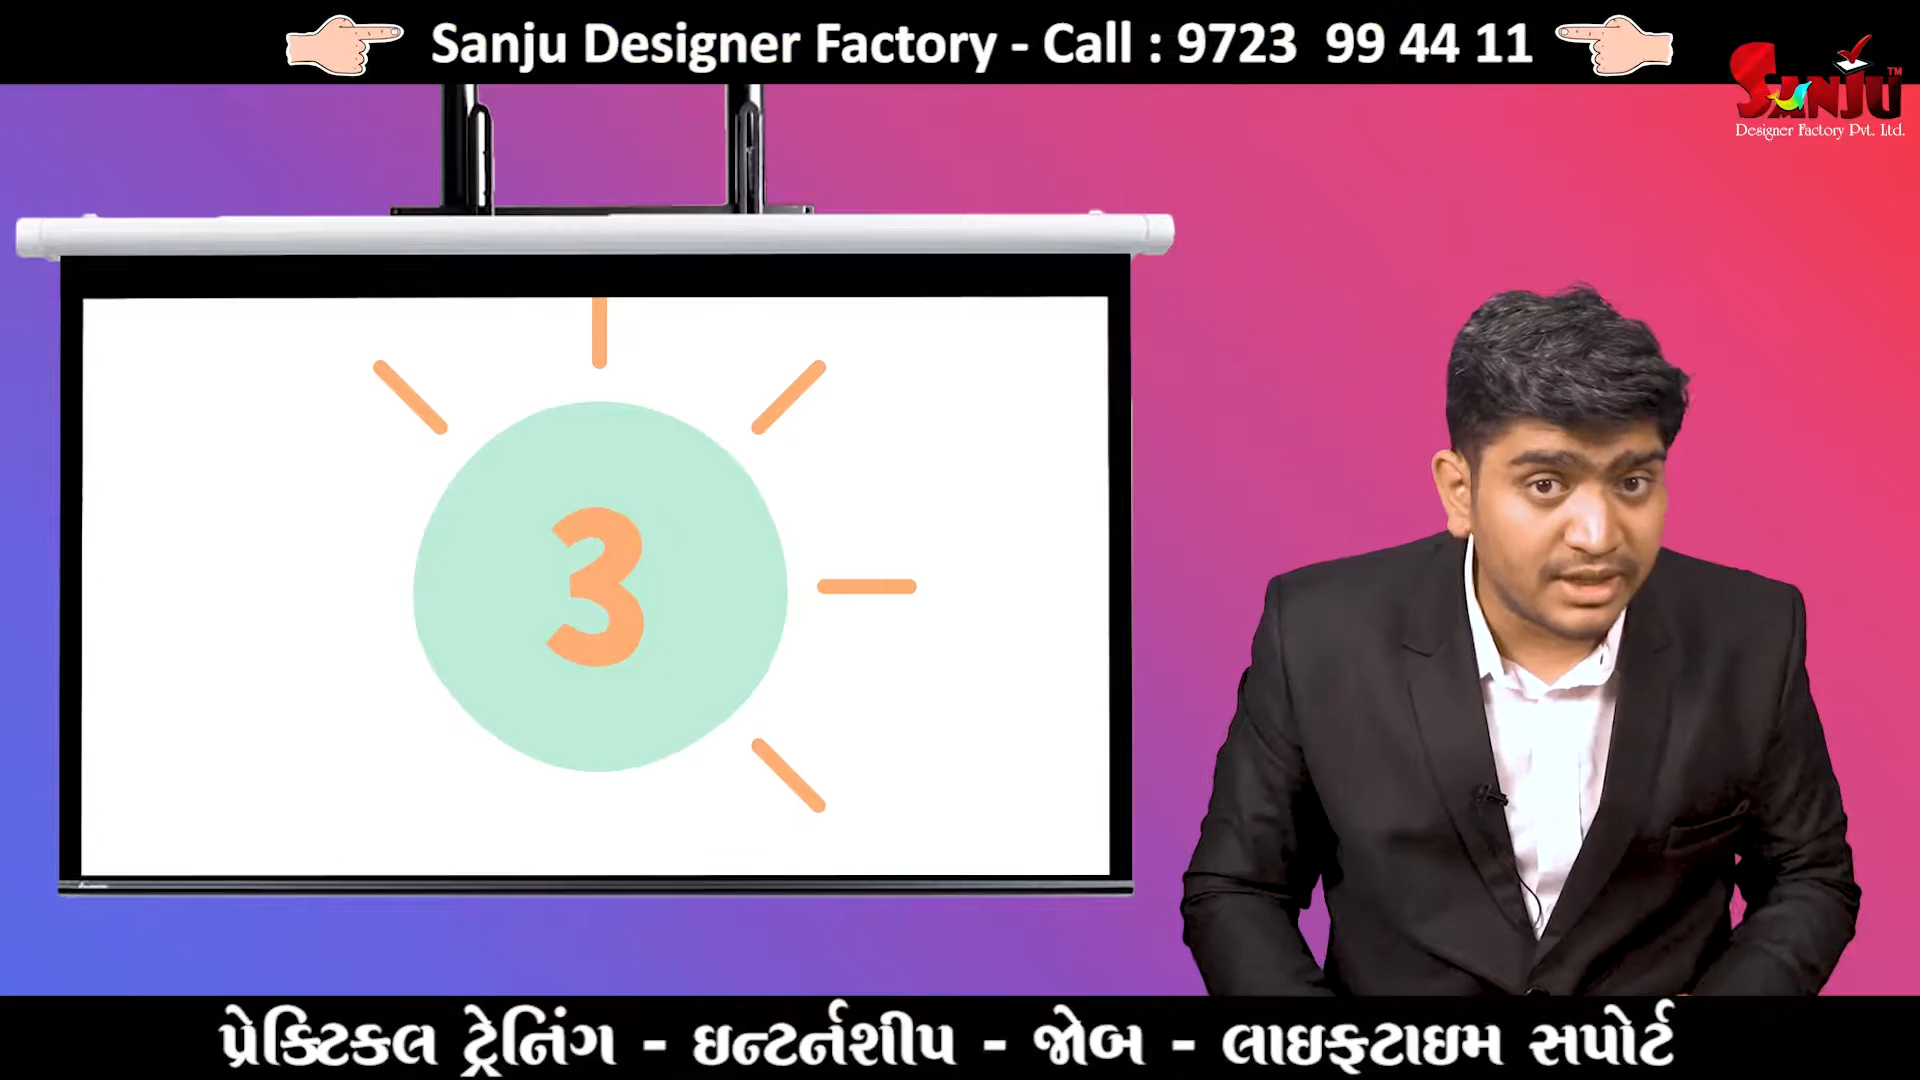 Sanju Designer Factory - Call : 9723 99 44 11
SANJU™
Designer Factory Pvt. Ltd.
3
પ્રેક્ટિકલ ટ્રેનિંગ - ઇન્ટર્નશીપ - જોબ - લાઇફટાઇમ સપોર્ટ